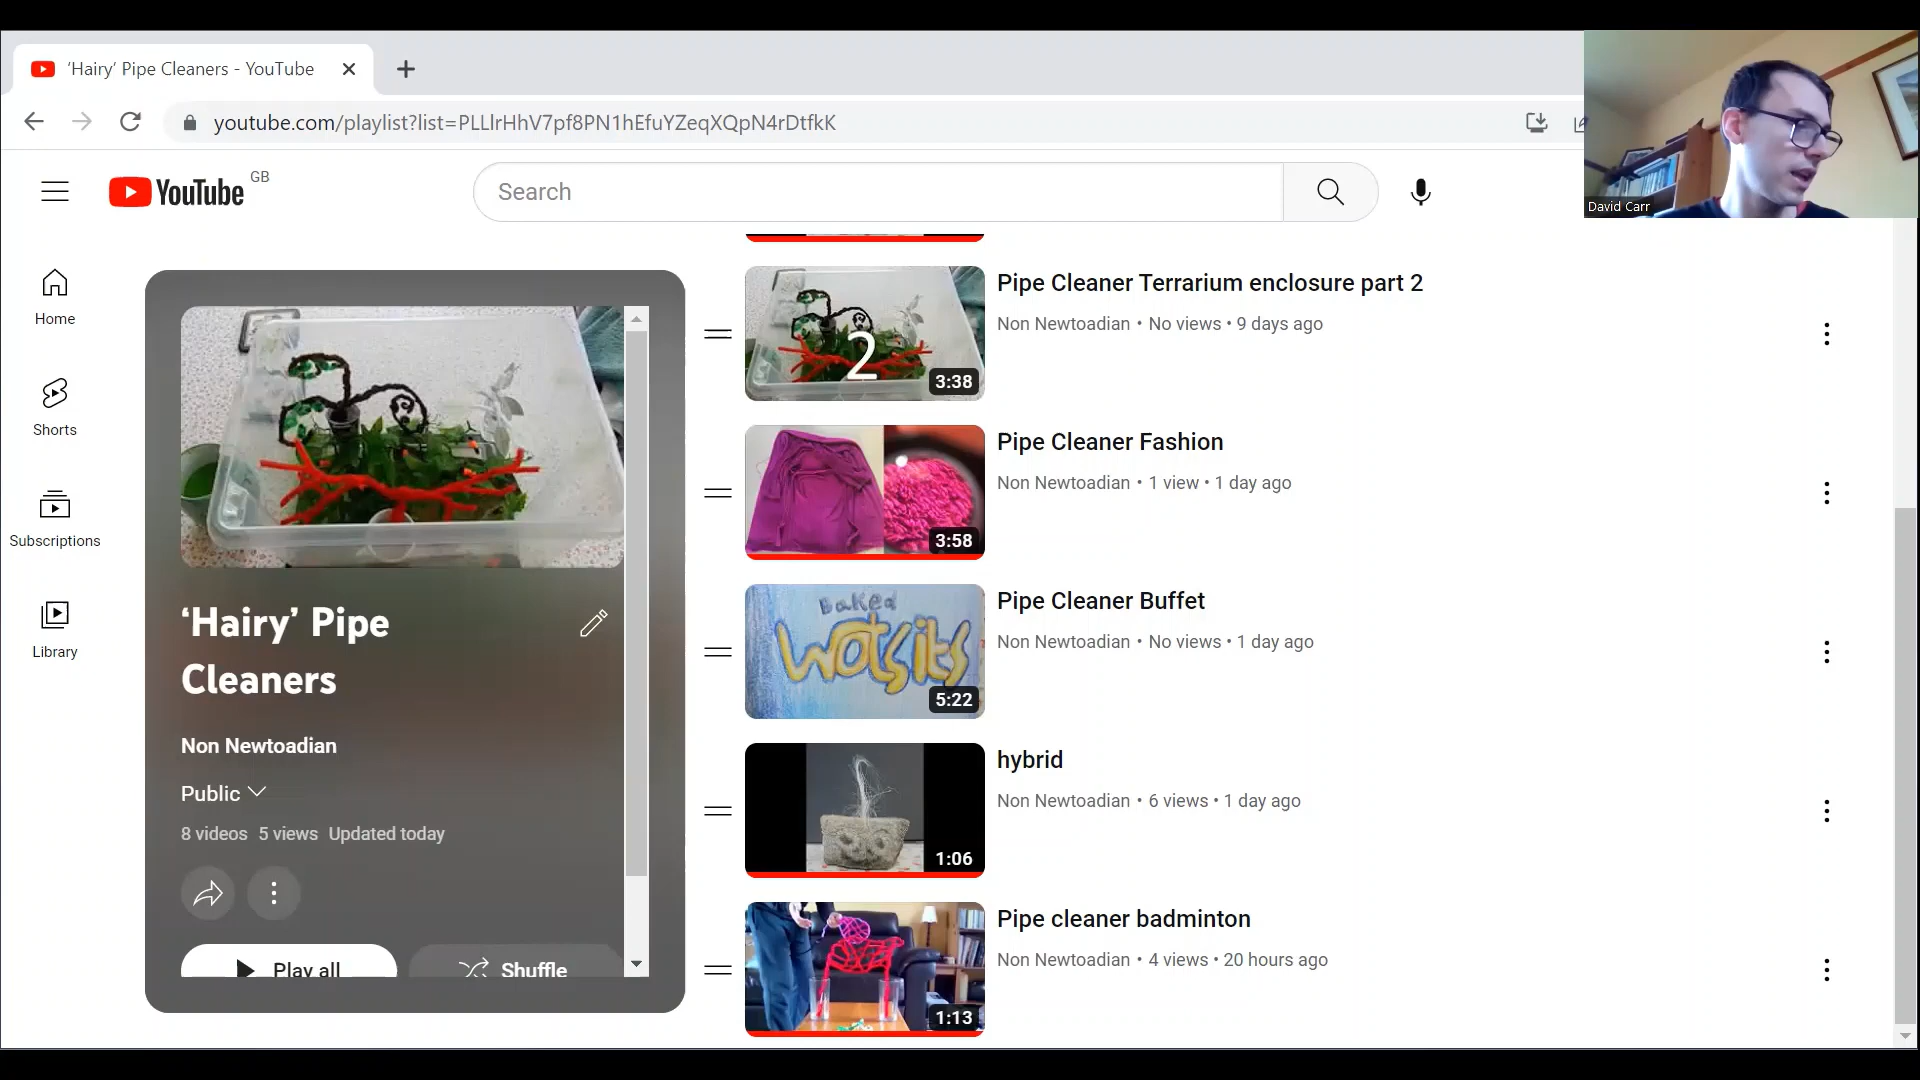 'Hairy' Pipe Cleaners - YouTube
youtube.com/playlist?list=PLLlrHhV7pf8PN1hEfuYZeqXQpN4rDtfkK
David Carr
YouTube GB
Search
Home
Shorts
Subscriptions
Library
‘Hairy’ Pipe
Cleaners
Non Newtoadian
Public
8 videos 5 views Updated today
Play all
Shuffle
2
3:38
Pipe Cleaner Terrarium enclosure part 2
Non Newtoadian • No views • 9 days ago
3:58
Pipe Cleaner Fashion
Non Newtoadian • 1 view • 1 day ago
Baked
wotsits
5:22
Pipe Cleaner Buffet
Non Newtoadian • No views • 1 day ago
1:06
hybrid
Non Newtoadian • 6 views • 1 day ago
1:13
Pipe cleaner badminton
Non Newtoadian • 4 views • 20 hours ago